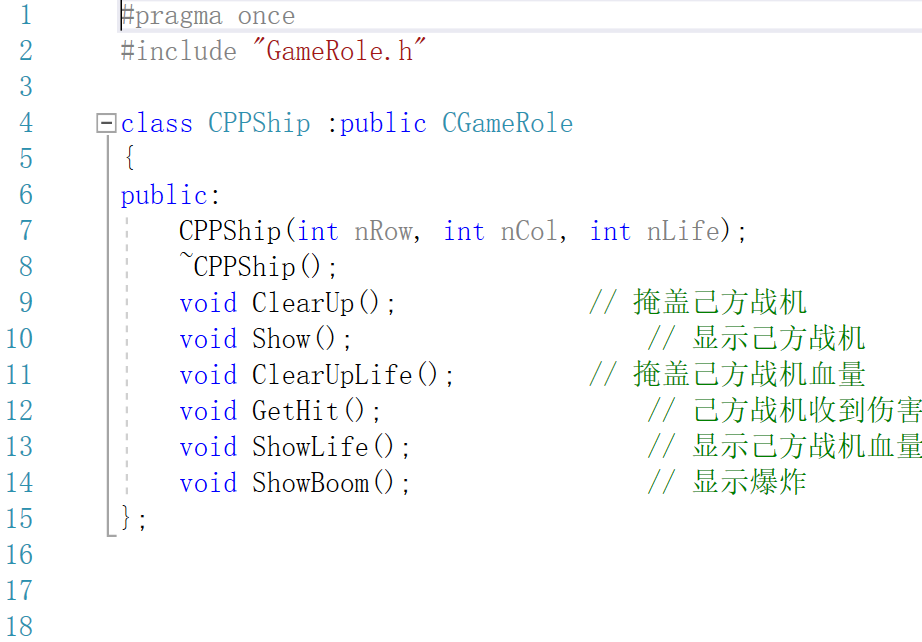 1 #pragma once
2 #include "GameRole.h"
3
4 class CPPShip :public CGameRole
5 {
6 public:
7 CPPShip(int nRow, int nCol, int nLife);
8 ~CPPShip();
9 void ClearUp(); // 掩盖己方战机
10 void Show(); // 显示己方战机
11 void ClearUpLife(); // 掩盖己方战机血量
12 void GetHit(); // 己方战机收到伤害
13 void ShowLife(); // 显示己方战机血量
14 void ShowBoom(); // 显示爆炸
15 };
16
17
18